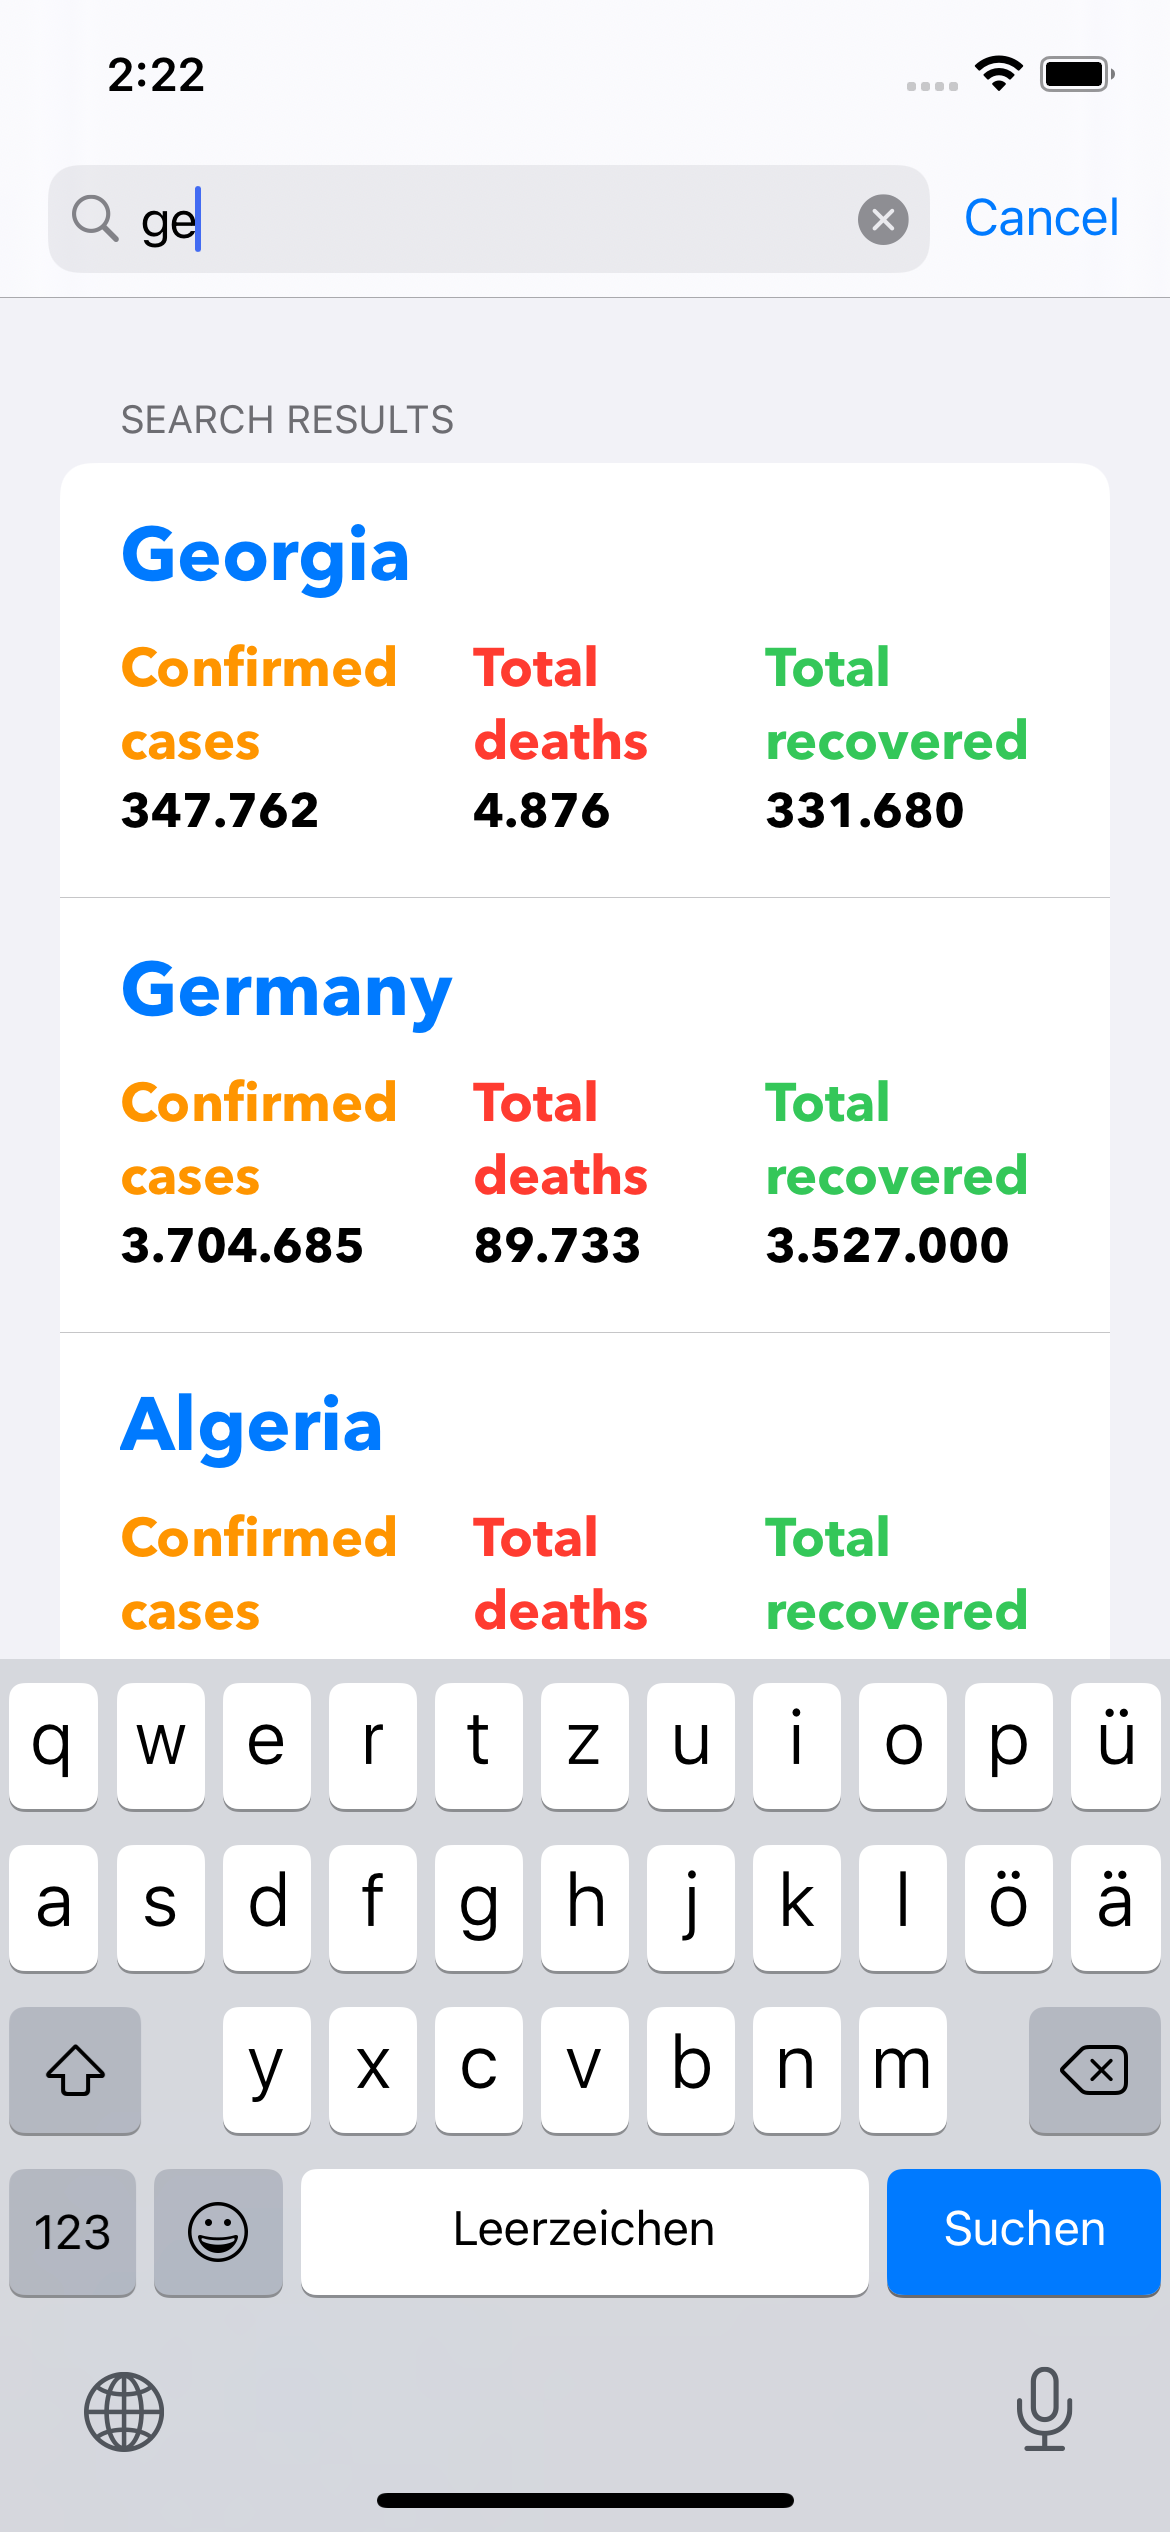 2:22
ge
Cancel
SEARCH RESULTS
Georgia
Confirmed cases Total deaths Total recovered
347.762 4.876 331.680
Germany
Confirmed cases Total deaths Total recovered
3.704.685 89.733 3.527.000
Algeria
Confirmed cases Total deaths Total recovered
q w e r t z u i o p ü
a s d f g h j k l ö ä
y x c v b n m
123 Leerzeichen Suchen